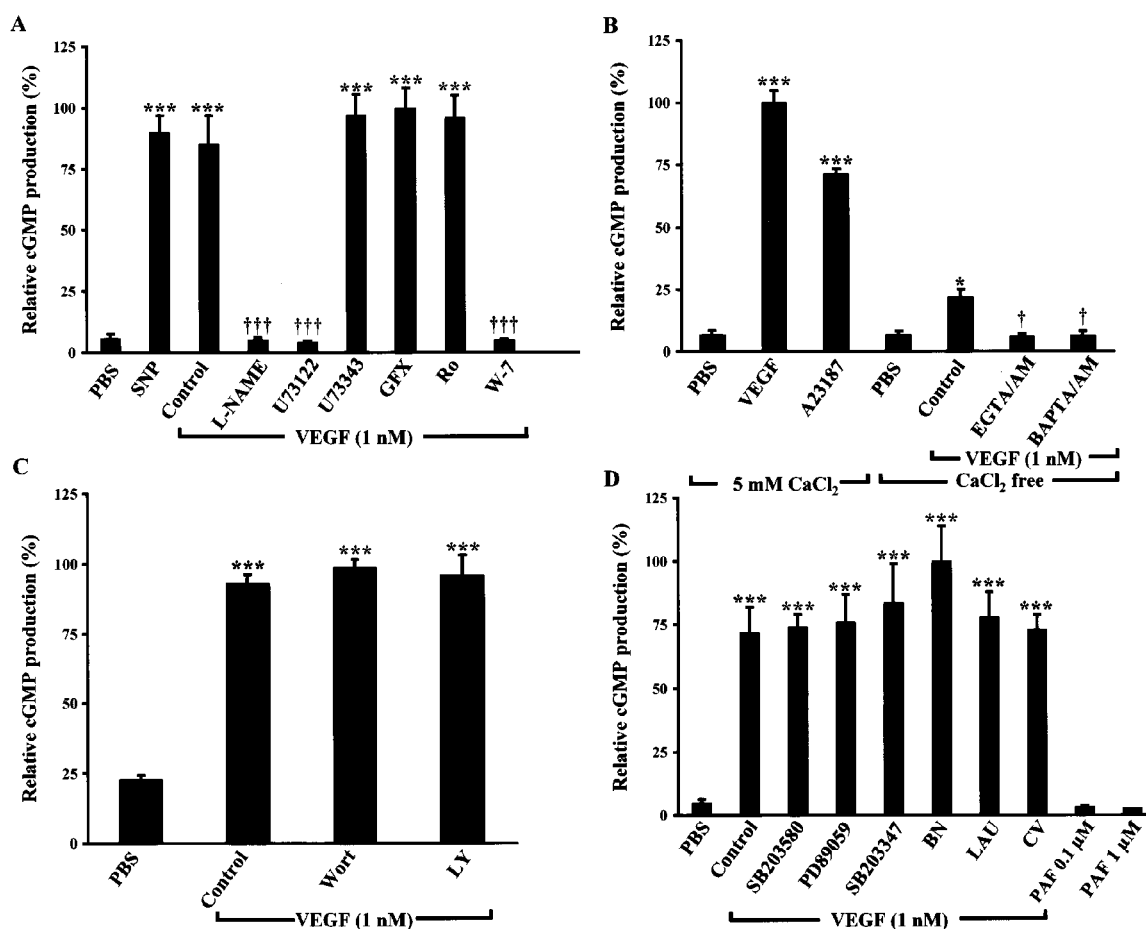 A
Relative cGMP production (%)
125
100
75
50
25
0
*** *** *** *** ***
††† ††† †††
PBS SNP Control L-NAME U73122 U73343 GFX Ro W-7
VEGF (1 nM)
B
Relative cGMP production (%)
125
100
75
50
25
0
***
***
* † †
PBS VEGF A23187 PBS Control EGTA/AM BAPTA/AM
VEGF (1 nM)
5 mM CaCl₂ CaCl₂ free
C
Relative cGMP production (%)
125
100
75
50
25
0
*** *** ***
PBS Control Wort LY
VEGF (1 nM)
D
Relative cGMP production (%)
125
100
75
50
25
0
*** *** *** *** *** *** ***
PBS Control SB203580 PD89059 SB203347 BN LAU CV PAF 0.1 µM PAF 1 µM
VEGF (1 nM)